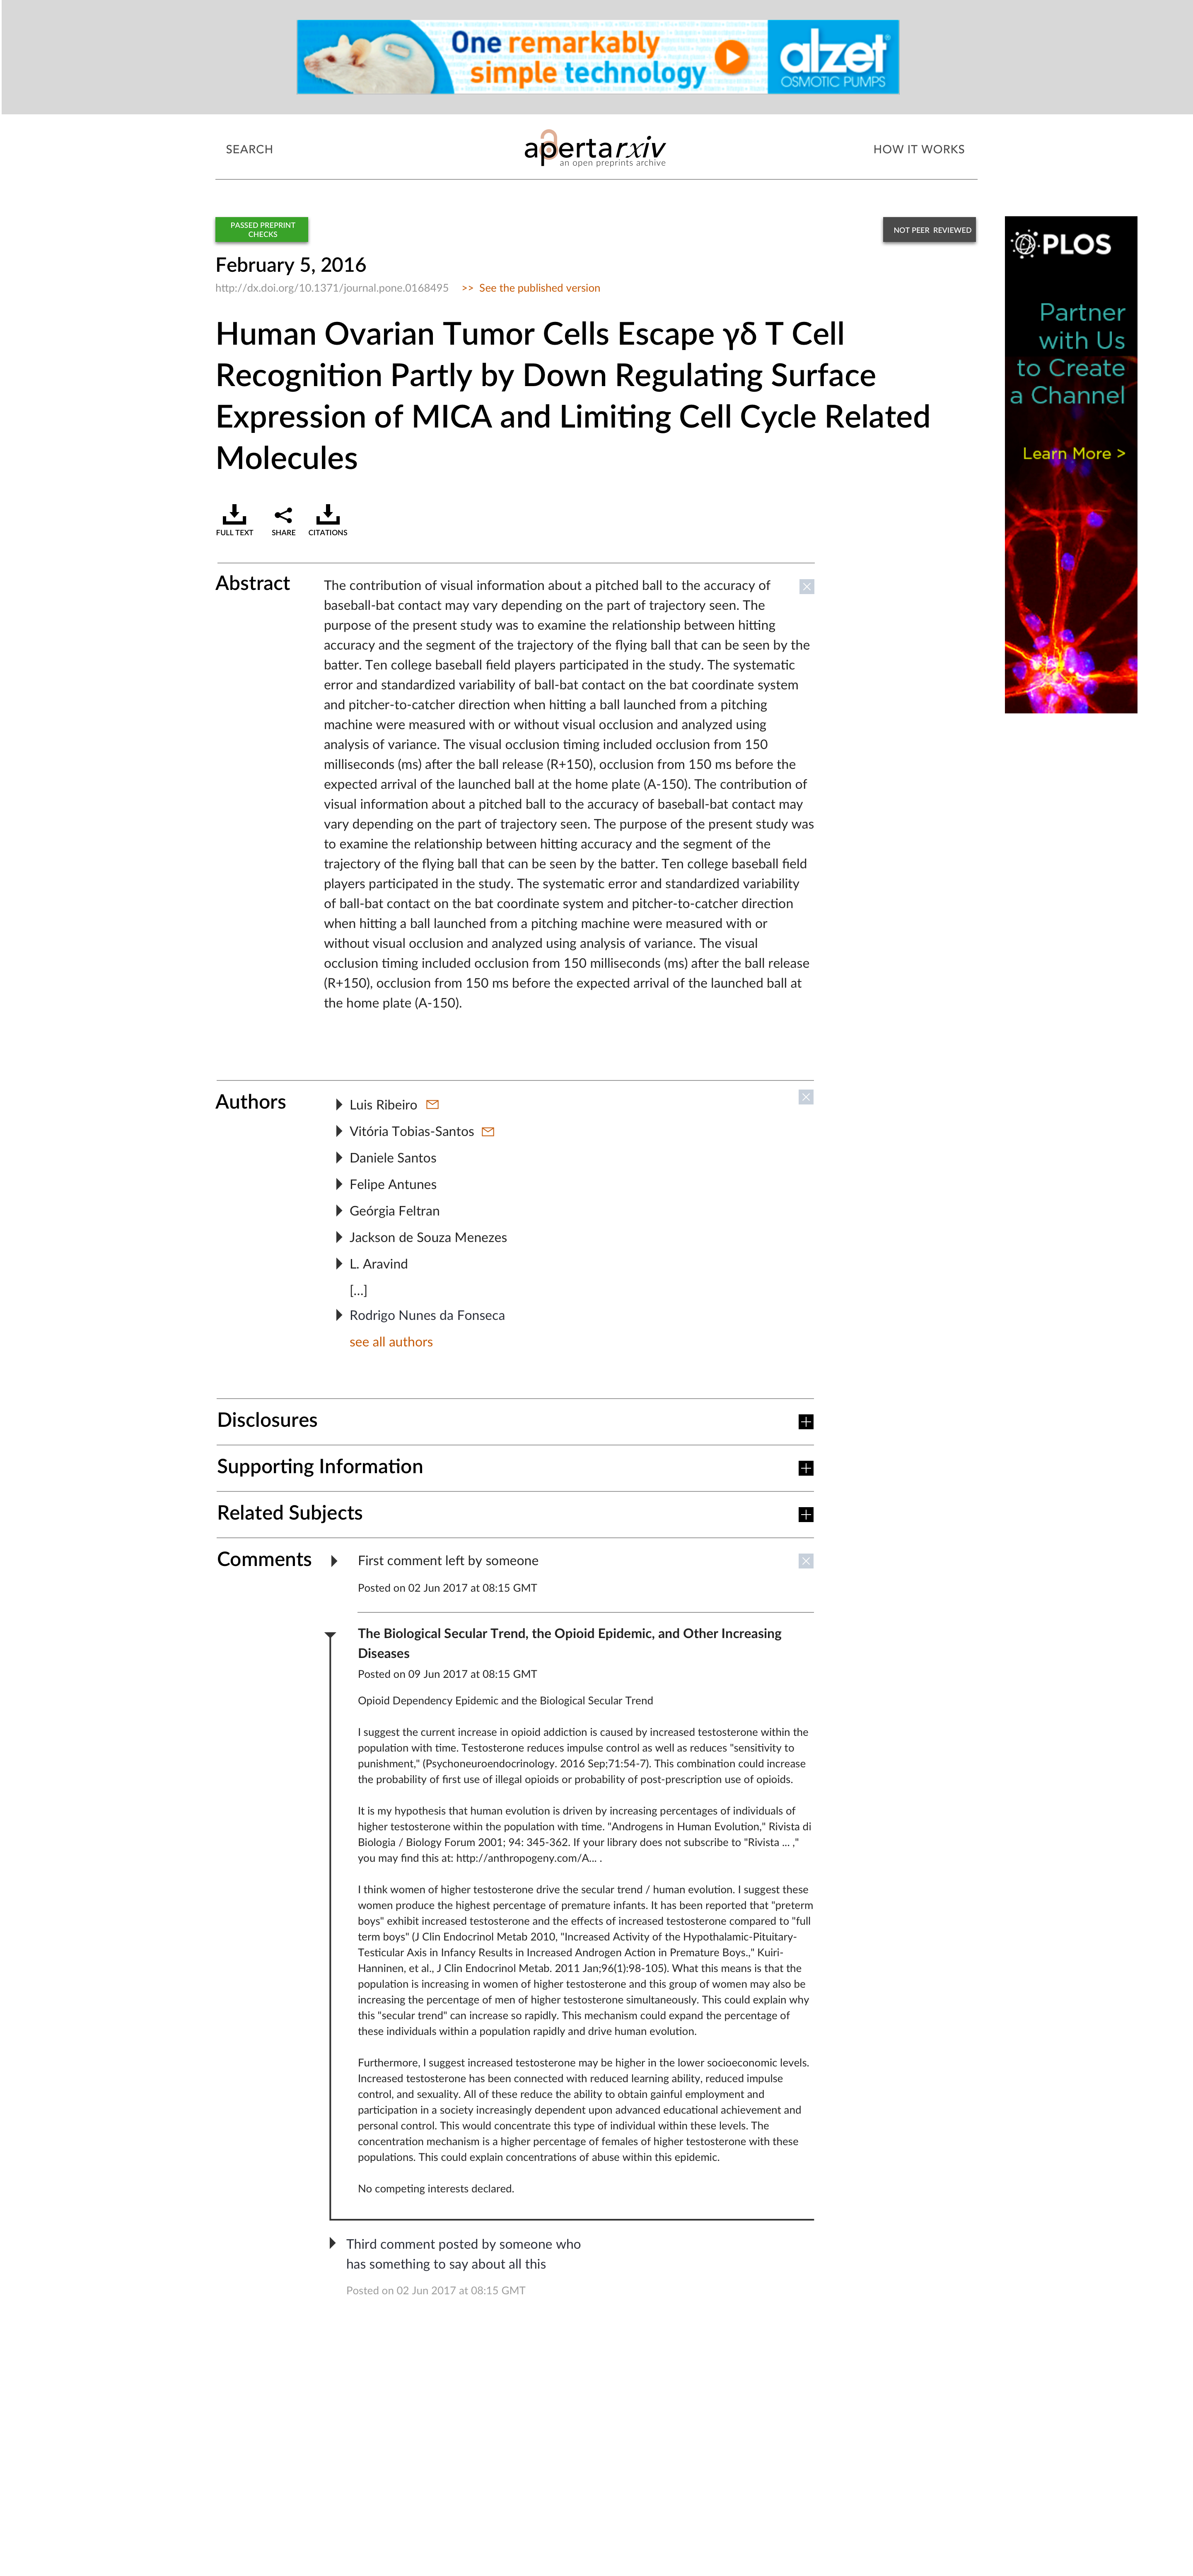 One remarkably
simple technology
alzet®
OSMOTIC PUMPS
SEARCH
apertarxiv
an open preprints archive
HOW IT WORKS
PASSED PREPRINT
CHECKS
NOT PEER REVIEWED
February 5, 2016
http://dx.doi.org/10.1371/journal.pone.0168495 >> See the published version
Human Ovarian Tumor Cells Escape γδ T Cell
Recognition Partly by Down Regulating Surface
Expression of MICA and Limiting Cell Cycle Related
Molecules
FULL TEXT SHARE CITATIONS
PLOS
Partner
with Us
to Create
a Channel
Learn More >
Abstract
The contribution of visual information about a pitched ball to the accuracy of
baseball-bat contact may vary depending on the part of trajectory seen. The
purpose of the present study was to examine the relationship between hitting
accuracy and the segment of the trajectory of the flying ball that can be seen by the
batter. Ten college baseball field players participated in the study. The systematic
error and standardized variability of ball-bat contact on the bat coordinate system
and pitcher-to-catcher direction when hitting a ball launched from a pitching
machine were measured with or without visual occlusion and analyzed using
analysis of variance. The visual occlusion timing included occlusion from 150
milliseconds (ms) after the ball release (R+150), occlusion from 150 ms before the
expected arrival of the launched ball at the home plate (A-150). The contribution of
visual information about a pitched ball to the accuracy of baseball-bat contact may
vary depending on the part of trajectory seen. The purpose of the present study was
to examine the relationship between hitting accuracy and the segment of the
trajectory of the flying ball that can be seen by the batter. Ten college baseball field
players participated in the study. The systematic error and standardized variability
of ball-bat contact on the bat coordinate system and pitcher-to-catcher direction
when hitting a ball launched from a pitching machine were measured with or
without visual occlusion and analyzed using analysis of variance. The visual
occlusion timing included occlusion from 150 milliseconds (ms) after the ball release
(R+150), occlusion from 150 ms before the expected arrival of the launched ball at
the home plate (A-150).
Authors
Luis Ribeiro
Vitória Tobias-Santos
Daniele Santos
Felipe Antunes
Geórgia Feltran
Jackson de Souza Menezes
L. Aravind
[...]
Rodrigo Nunes da Fonseca
see all authors
Disclosures
Supporting Information
Related Subjects
Comments
First comment left by someone
Posted on 02 Jun 2017 at 08:15 GMT
The Biological Secular Trend, the Opioid Epidemic, and Other Increasing
Diseases
Posted on 09 Jun 2017 at 08:15 GMT
Opioid Dependency Epidemic and the Biological Secular Trend
I suggest the current increase in opioid addiction is caused by increased testosterone within the
population with time. Testosterone reduces impulse control as well as reduces "sensitivity to
punishment," (Psychoneuroendocrinology. 2016 Sep;71:54-7). This combination could increase
the probability of first use of illegal opioids or probability of post-prescription use of opioids.
It is my hypothesis that human evolution is driven by increasing percentages of individuals of
higher testosterone within the population with time. "Androgens in Human Evolution," Rivista di
Biologia / Biology Forum 2001; 94: 345-362. If your library does not subscribe to "Rivista ... ,"
you may find this at: http://anthropogeny.com/A... .
I think women of higher testosterone drive the secular trend / human evolution. I suggest these
women produce the highest percentage of premature infants. It has been reported that "preterm
boys" exhibit increased testosterone and the effects of increased testosterone compared to "full
term boys" (J Clin Endocrinol Metab 2010, "Increased Activity of the Hypothalamic-Pituitary-
Testicular Axis in Infancy Results in Increased Androgen Action in Premature Boys.," Kuiri-
Hanninen, et al., J Clin Endocrinol Metab. 2011 Jan;96(1):98-105). What this means is that the
population is increasing in women of higher testosterone and this group of women may also be
increasing the percentage of men of higher testosterone simultaneously. This could explain why
this "secular trend" can increase so rapidly. This mechanism could expand the percentage of
these individuals within a population rapidly and drive human evolution.
Furthermore, I suggest increased testosterone may be higher in the lower socioeconomic levels.
Increased testosterone has been connected with reduced learning ability, reduced impulse
control, and sexuality. All of these reduce the ability to obtain gainful employment and
participation in a society increasingly dependent upon advanced educational achievement and
personal control. This would concentrate this type of individual within these levels. The
concentration mechanism is a higher percentage of females of higher testosterone with these
populations. This could explain concentrations of abuse within this epidemic.
No competing interests declared.
Third comment posted by someone who
has something to say about all this
Posted on 02 Jun 2017 at 08:15 GMT